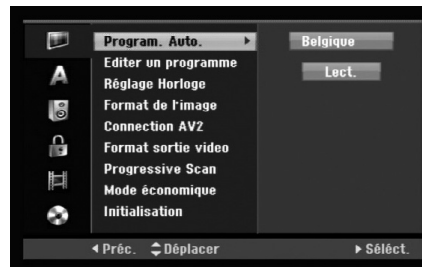 Program. Auto.
Belgique
Editer un programme
Lect.
Réglage Horloge
Format de l'image
Connection AV2
Format sortie video
Progressive Scan
Mode économique
Initialisation
Préc. Déplacer Séléct.